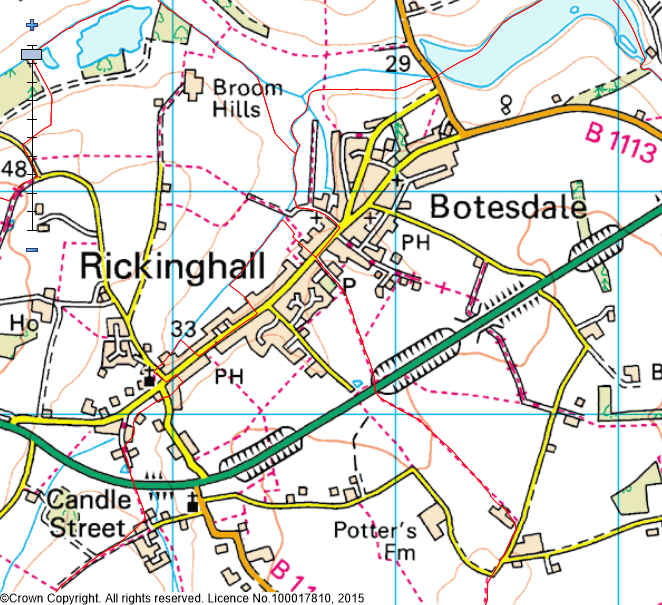 29
Broom
Hills
B 1113
48
Botesdale
PH
Rickinghall
P
Ho
33
PH
B
Candle
Street
Potter's
Fm
B 11
©Crown Copyright. All rights reserved. Licence No.100017810, 2015